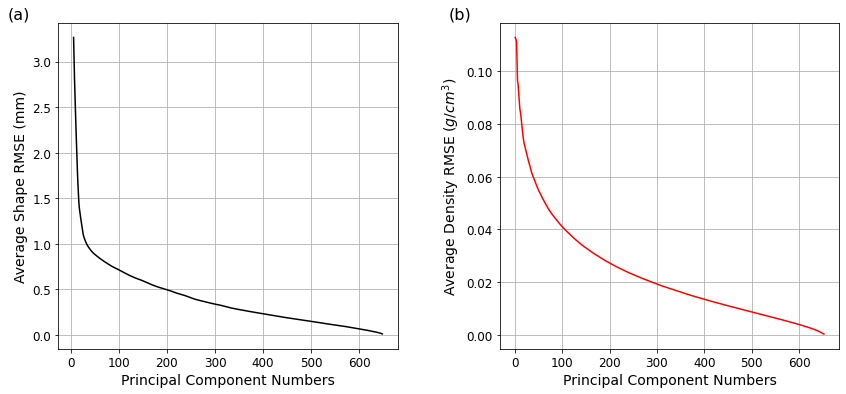 (a)
Average Shape RMSE (mm)
3.0
2.5
2.0
1.5
1.0
0.5
0.0
0 100 200 300 400 500 600
Principal Component Numbers
(b)
Average Density RMSE (g/cm³)
0.10
0.08
0.06
0.04
0.02
0.00
0 100 200 300 400 500 600
Principal Component Numbers